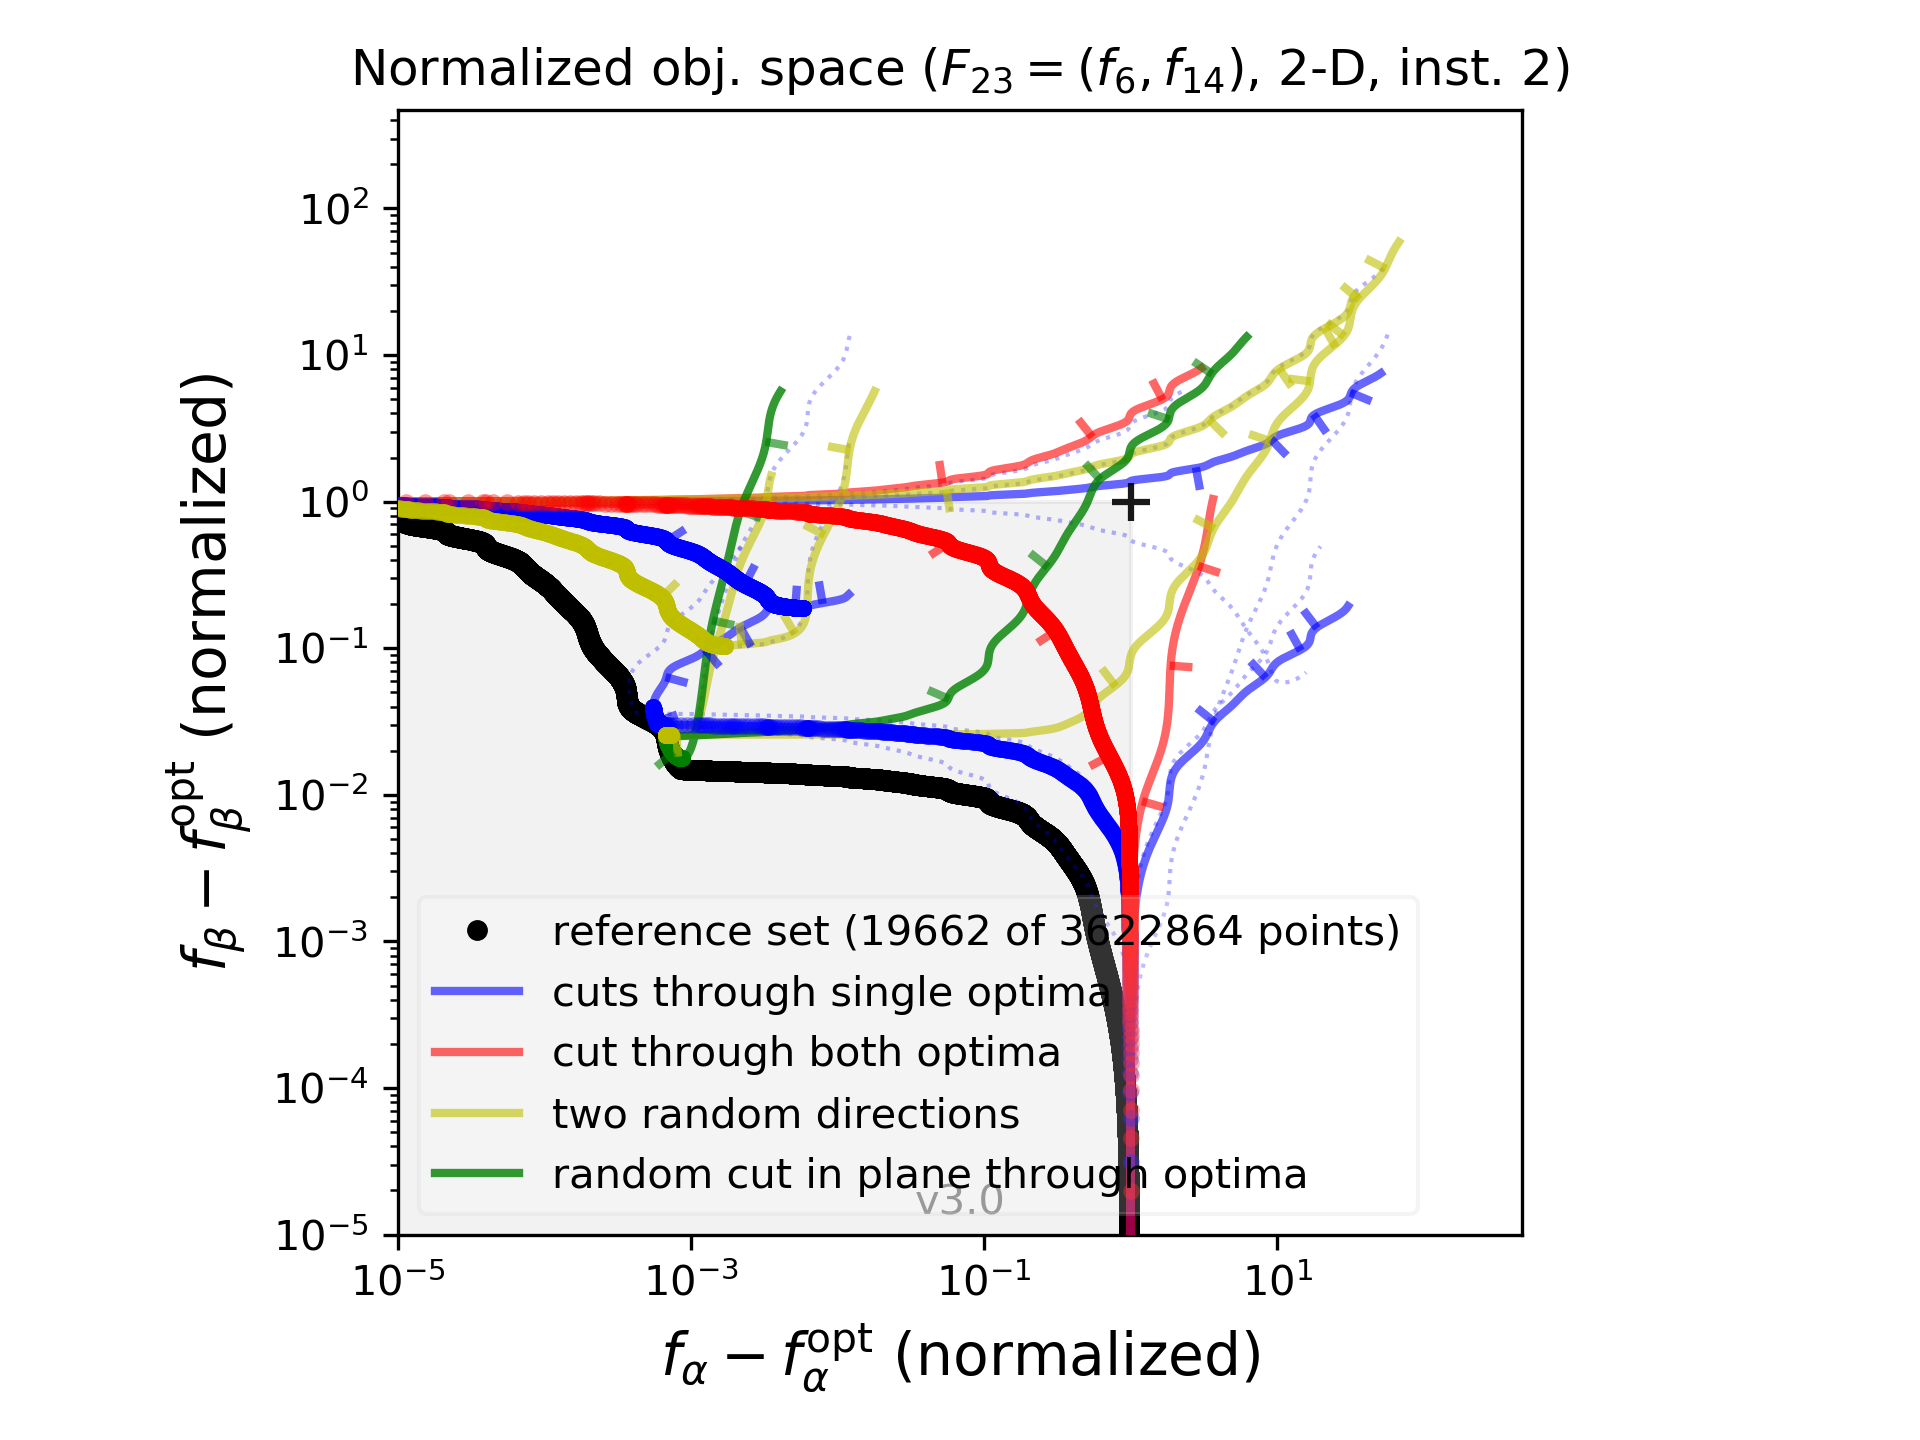 Normalized obj. space (F₂₃ = (f₆, f₁₄), 2-D, inst. 2)
10²
10¹
10⁰
10⁻¹
10⁻²
10⁻³
10⁻⁴
10⁻⁵
f_β − f_β^opt (normalized)
reference set (19662 of 3622864 points)
cuts through single optima
cut through both optima
two random directions
random cut in plane through optima
v3.0
10⁻⁵ 10⁻³ 10⁻¹ 10¹
f_α − f_α^opt (normalized)